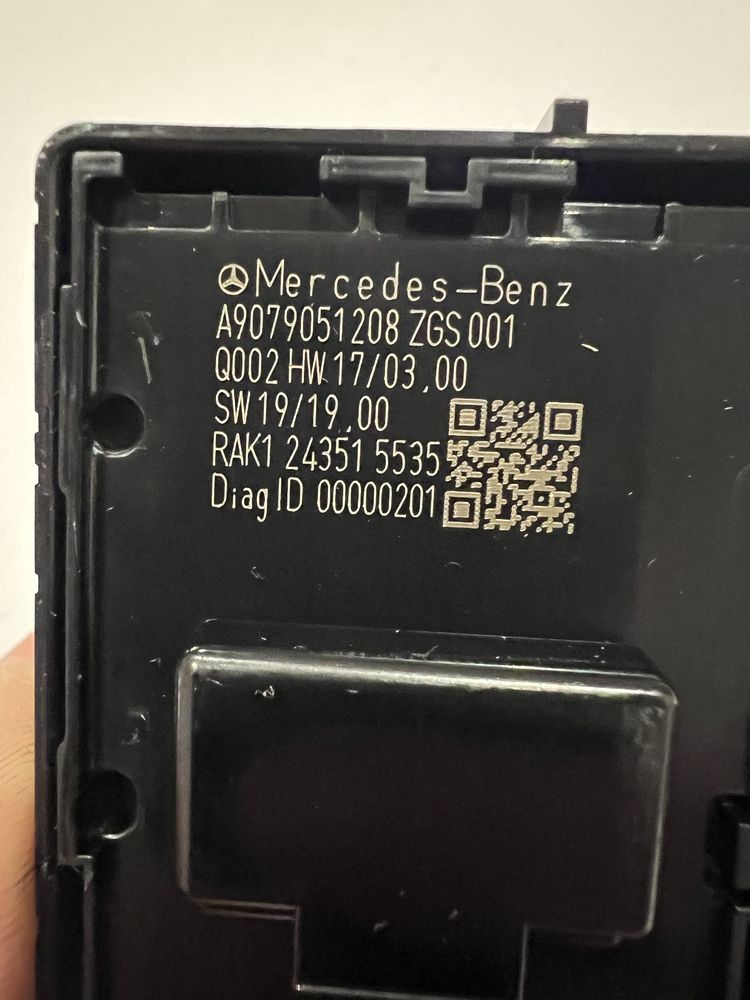 Mercedes-Benz
A9079051208 ZGS 001
Q002 HW 17/03.00
SW 19/19.00
RAK1 24351 5535
Diag ID 00000201